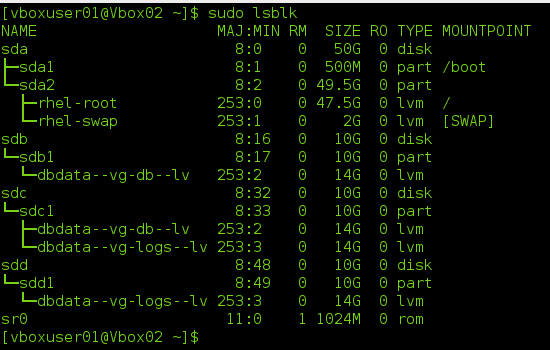 [vboxuser01@Vbox02 ~]$ sudo lsblk
NAME                    MAJ:MIN RM  SIZE RO TYPE MOUNTPOINT
sda                       8:0    0   50G  0 disk
├─sda1                    8:1    0  500M  0 part /boot
└─sda2                    8:2    0 49.5G  0 part
  ├─rhel-root           253:0    0 47.5G  0 lvm  /
  └─rhel-swap           253:1    0    2G  0 lvm  [SWAP]
sdb                       8:16   0   10G  0 disk
└─sdb1                    8:17   0   10G  0 part
  └─dbdata--vg-db--lv   253:2    0   14G  0 lvm
sdc                       8:32   0   10G  0 disk
└─sdc1                    8:33   0   10G  0 part
  ├─dbdata--vg-db--lv   253:2    0   14G  0 lvm
  └─dbdata--vg-logs--lv 253:3    0   14G  0 lvm
sdd                       8:48   0   10G  0 disk
└─sdd1                    8:49   0   10G  0 part
  └─dbdata--vg-logs--lv 253:3    0   14G  0 lvm
sr0                      11:0    1 1024M  0 rom
[vboxuser01@Vbox02 ~]$